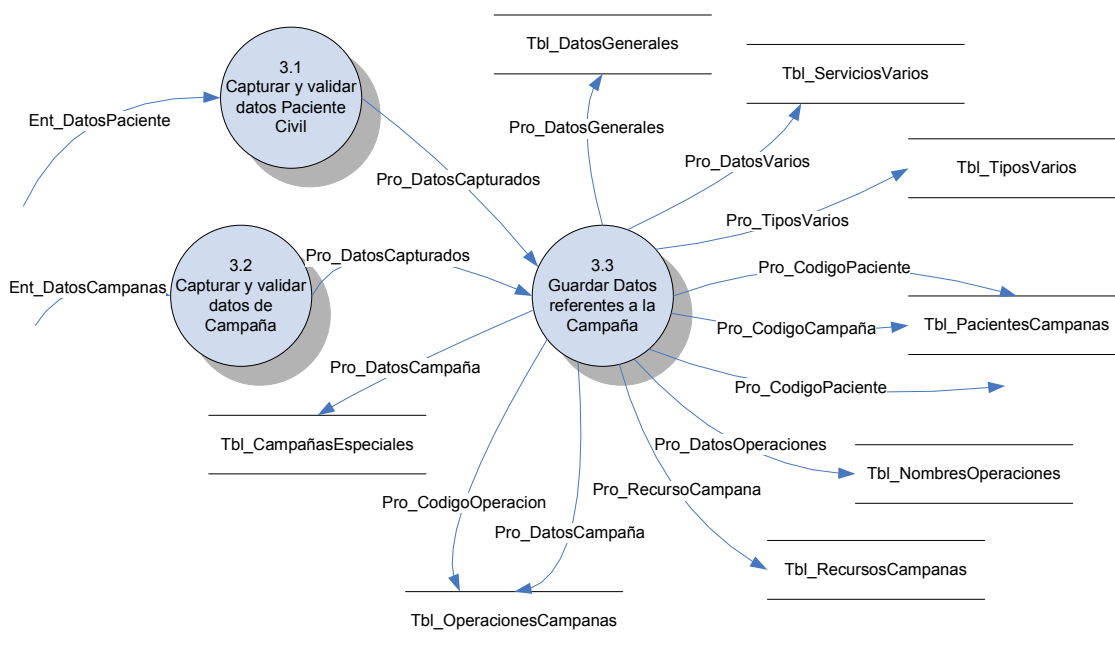 Tbl_DatosGenerales
Tbl_ServiciosVarios
3.1
Capturar y validar
datos Paciente
Civil
Ent_DatosPaciente
Pro_DatosGenerales
Pro_DatosVarios
Tbl_TiposVarios
Pro_DatosCapturados
Pro_TiposVarios
3.2
Capturar y validar
datos de
Campaña
Ent_DatosCampanas
Pro_DatosCapturados
3.3
Guardar Datos
referentes a la
Campaña
Pro_CodigoPaciente
Pro_CodigoCampaña
Tbl_PacientesCampanas
Pro_DatosCampaña
Pro_CodigoPaciente
Tbl_CampañasEspeciales
Pro_DatosOperaciones
Tbl_NombresOperaciones
Pro_RecursoCampana
Pro_CodigoOperacion
Pro_DatosCampaña
Tbl_RecursosCampanas
Tbl_OperacionesCampanas